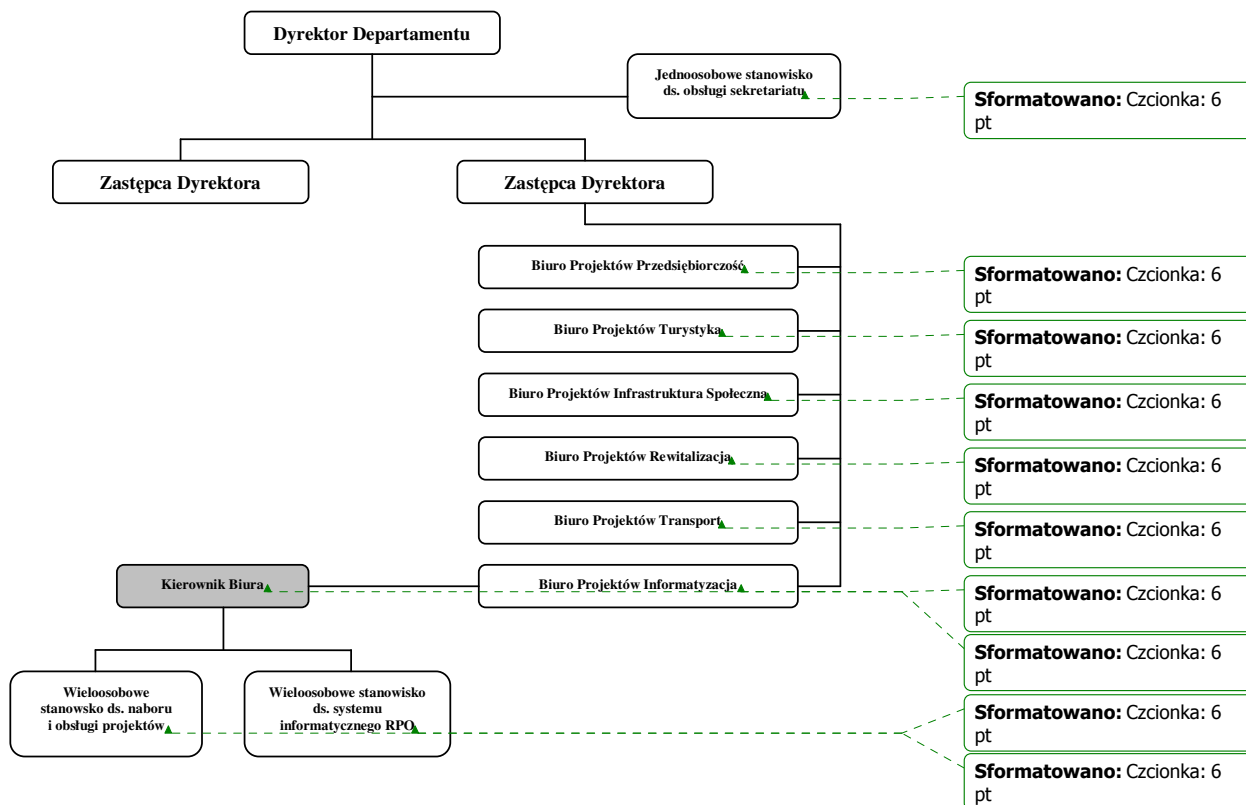 Dyrektor Departamentu
Jednoosobowe stanowisko
ds. obsługi sekretariatu
Sformatowano: Czcionka: 6
pt
Zastępca Dyrektora
Zastępca Dyrektora
Biuro Projektów Przedsiębiorczość
Sformatowano: Czcionka: 6
pt
Biuro Projektów Turystyka
Sformatowano: Czcionka: 6
pt
Biuro Projektów Infrastruktura Społeczna
Sformatowano: Czcionka: 6
pt
Biuro Projektów Rewitalizacja
Sformatowano: Czcionka: 6
pt
Biuro Projektów Transport
Sformatowano: Czcionka: 6
pt
Kierownik Biura
Biuro Projektów Informatyzacja
Sformatowano: Czcionka: 6
pt
Sformatowano: Czcionka: 6
pt
Wieloosobowe
stanowsko ds. naboru
i obsługi projektów
Wieloosobowe stanowisko
ds. systemu
informatycznego RPO
Sformatowano: Czcionka: 6
pt
Sformatowano: Czcionka: 6
pt